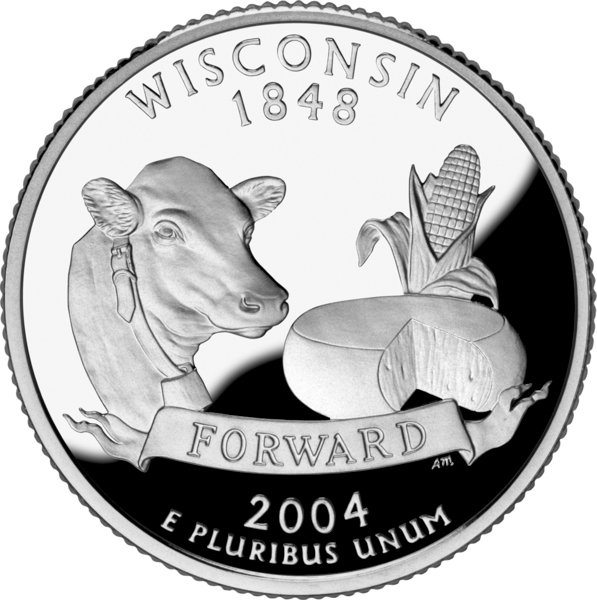 WISCONSIN
1848
FORWARD
AM
2004
E PLURIBUS UNUM